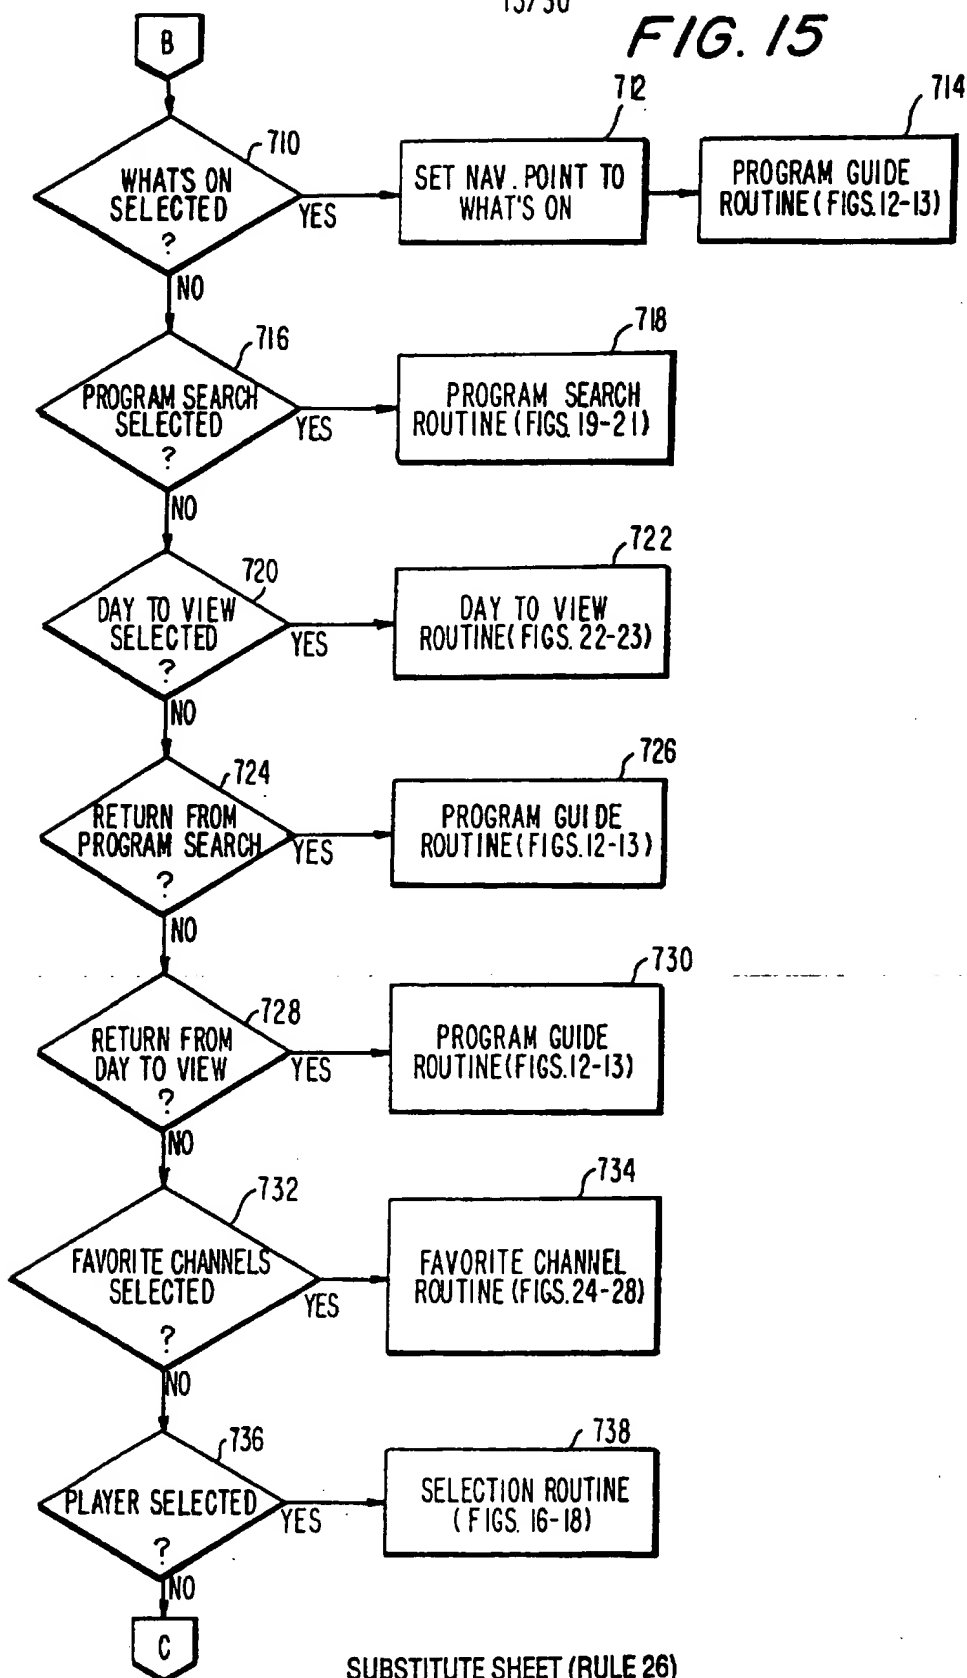 13/30
FIG. 15
B
710
WHAT'S ON
SELECTED
?
YES
NO
712
SET NAV. POINT TO
WHAT'S ON
714
PROGRAM GUIDE
ROUTINE (FIGS.12-13)
716
PROGRAM SEARCH
SELECTED
?
YES
NO
718
PROGRAM SEARCH
ROUTINE (FIGS. 19-21)
720
DAY TO VIEW
SELECTED
?
YES
NO
722
DAY TO VIEW
ROUTINE (FIGS. 22-23)
724
RETURN FROM
PROGRAM SEARCH
?
YES
NO
726
PROGRAM GUIDE
ROUTINE (FIGS.12-13)
728
RETURN FROM
DAY TO VIEW
?
YES
NO
730
PROGRAM GUIDE
ROUTINE (FIGS.12-13)
732
FAVORITE CHANNELS
SELECTED
?
YES
NO
734
FAVORITE CHANNEL
ROUTINE (FIGS.24-28)
736
PLAYER SELECTED
?
YES
NO
738
SELECTION ROUTINE
(FIGS. 16-18)
C
SUBSTITUTE SHEET (RULE 26)